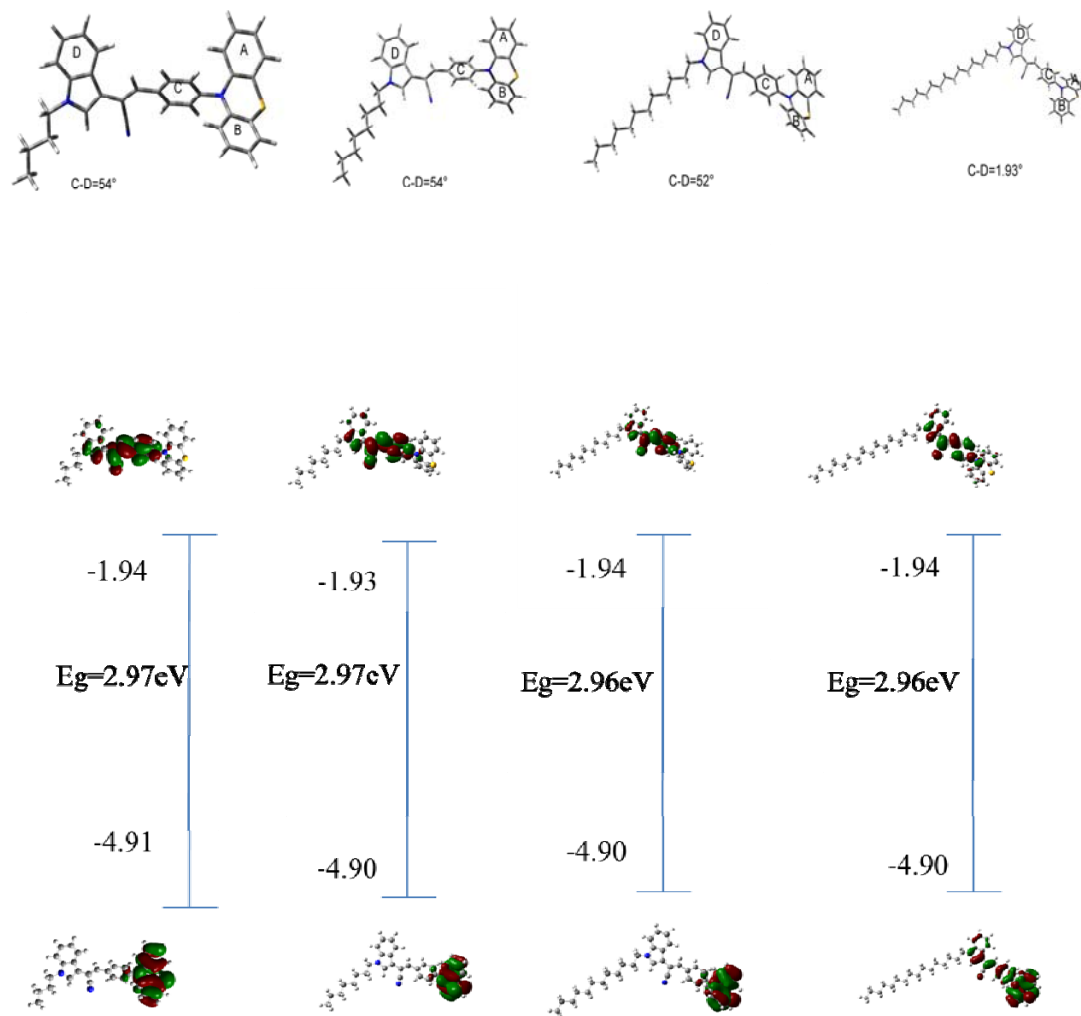 D A C B
D A C B
D A C B
D A C B
C-D=54°
C-D=54°
C-D=52°
C-D=1.93°
-1.94
-1.93
-1.94
-1.94
Eg=2.97eV
Eg=2.97eV
Eg=2.96eV
Eg=2.96eV
-4.91
-4.90
-4.90
-4.90